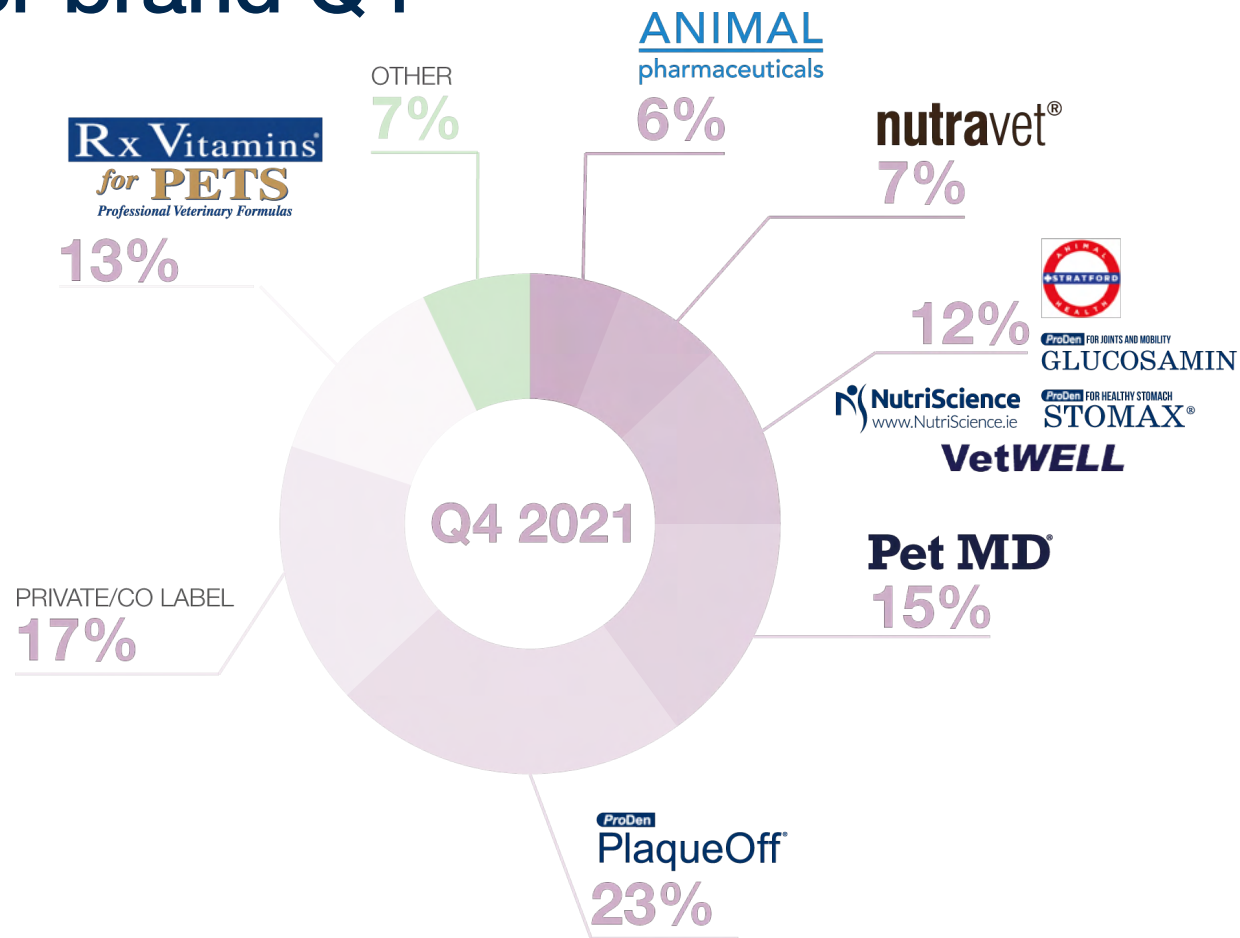 or brand Q4
ANIMAL
pharmaceuticals
6%
OTHER
7%
nutravet®
7%
Rx Vitamins®
for PETS
Professional Veterinary Formulas
13%
ANIMAL
STRATFORD
HEALTH
12%
ProDen FOR JOINTS AND MOBILITY
GLUCOSAMIN
NutriScience
www.NutriScience.ie
ProDen FOR HEALTHY STOMACH
STOMAX®
VetWELL
Q4 2021
Pet MD®
15%
PRIVATE/CO LABEL
17%
ProDen
PlaqueOff®
23%